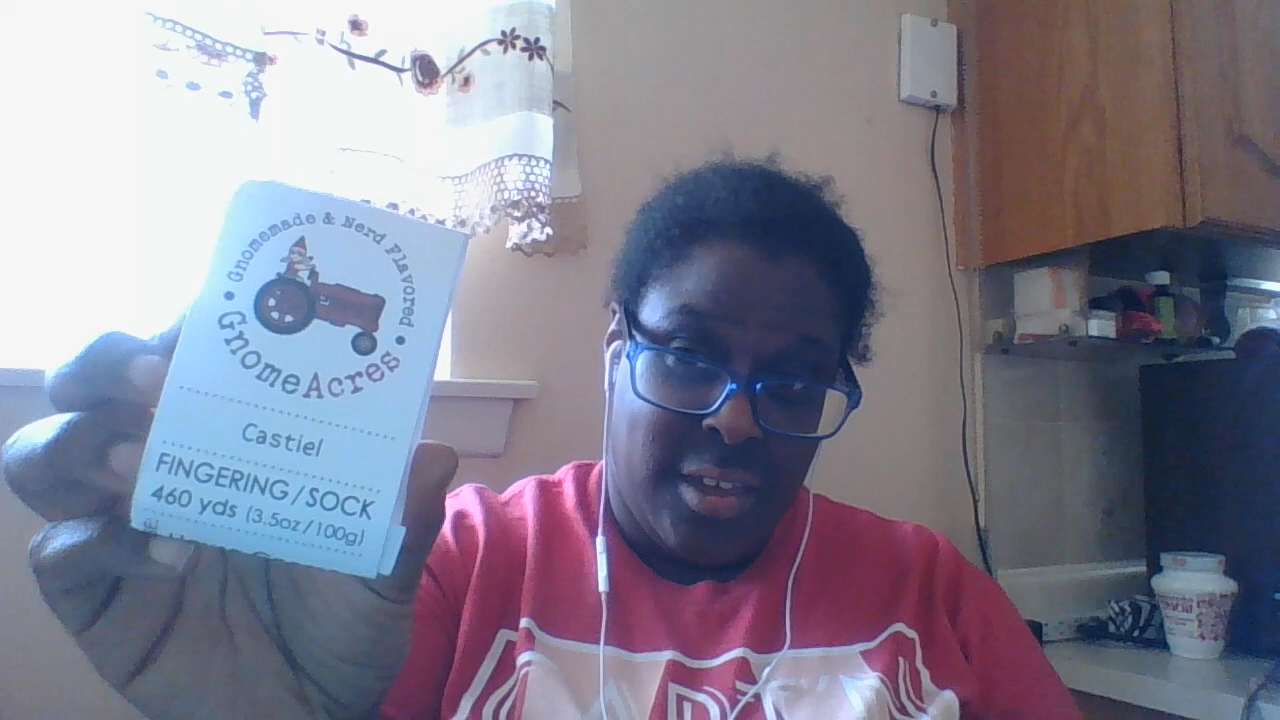 Gnomemade & Nerd Flavored
GnomeAcres
Castiel
FINGERING/SOCK
460 yds (3.5oz/100g)